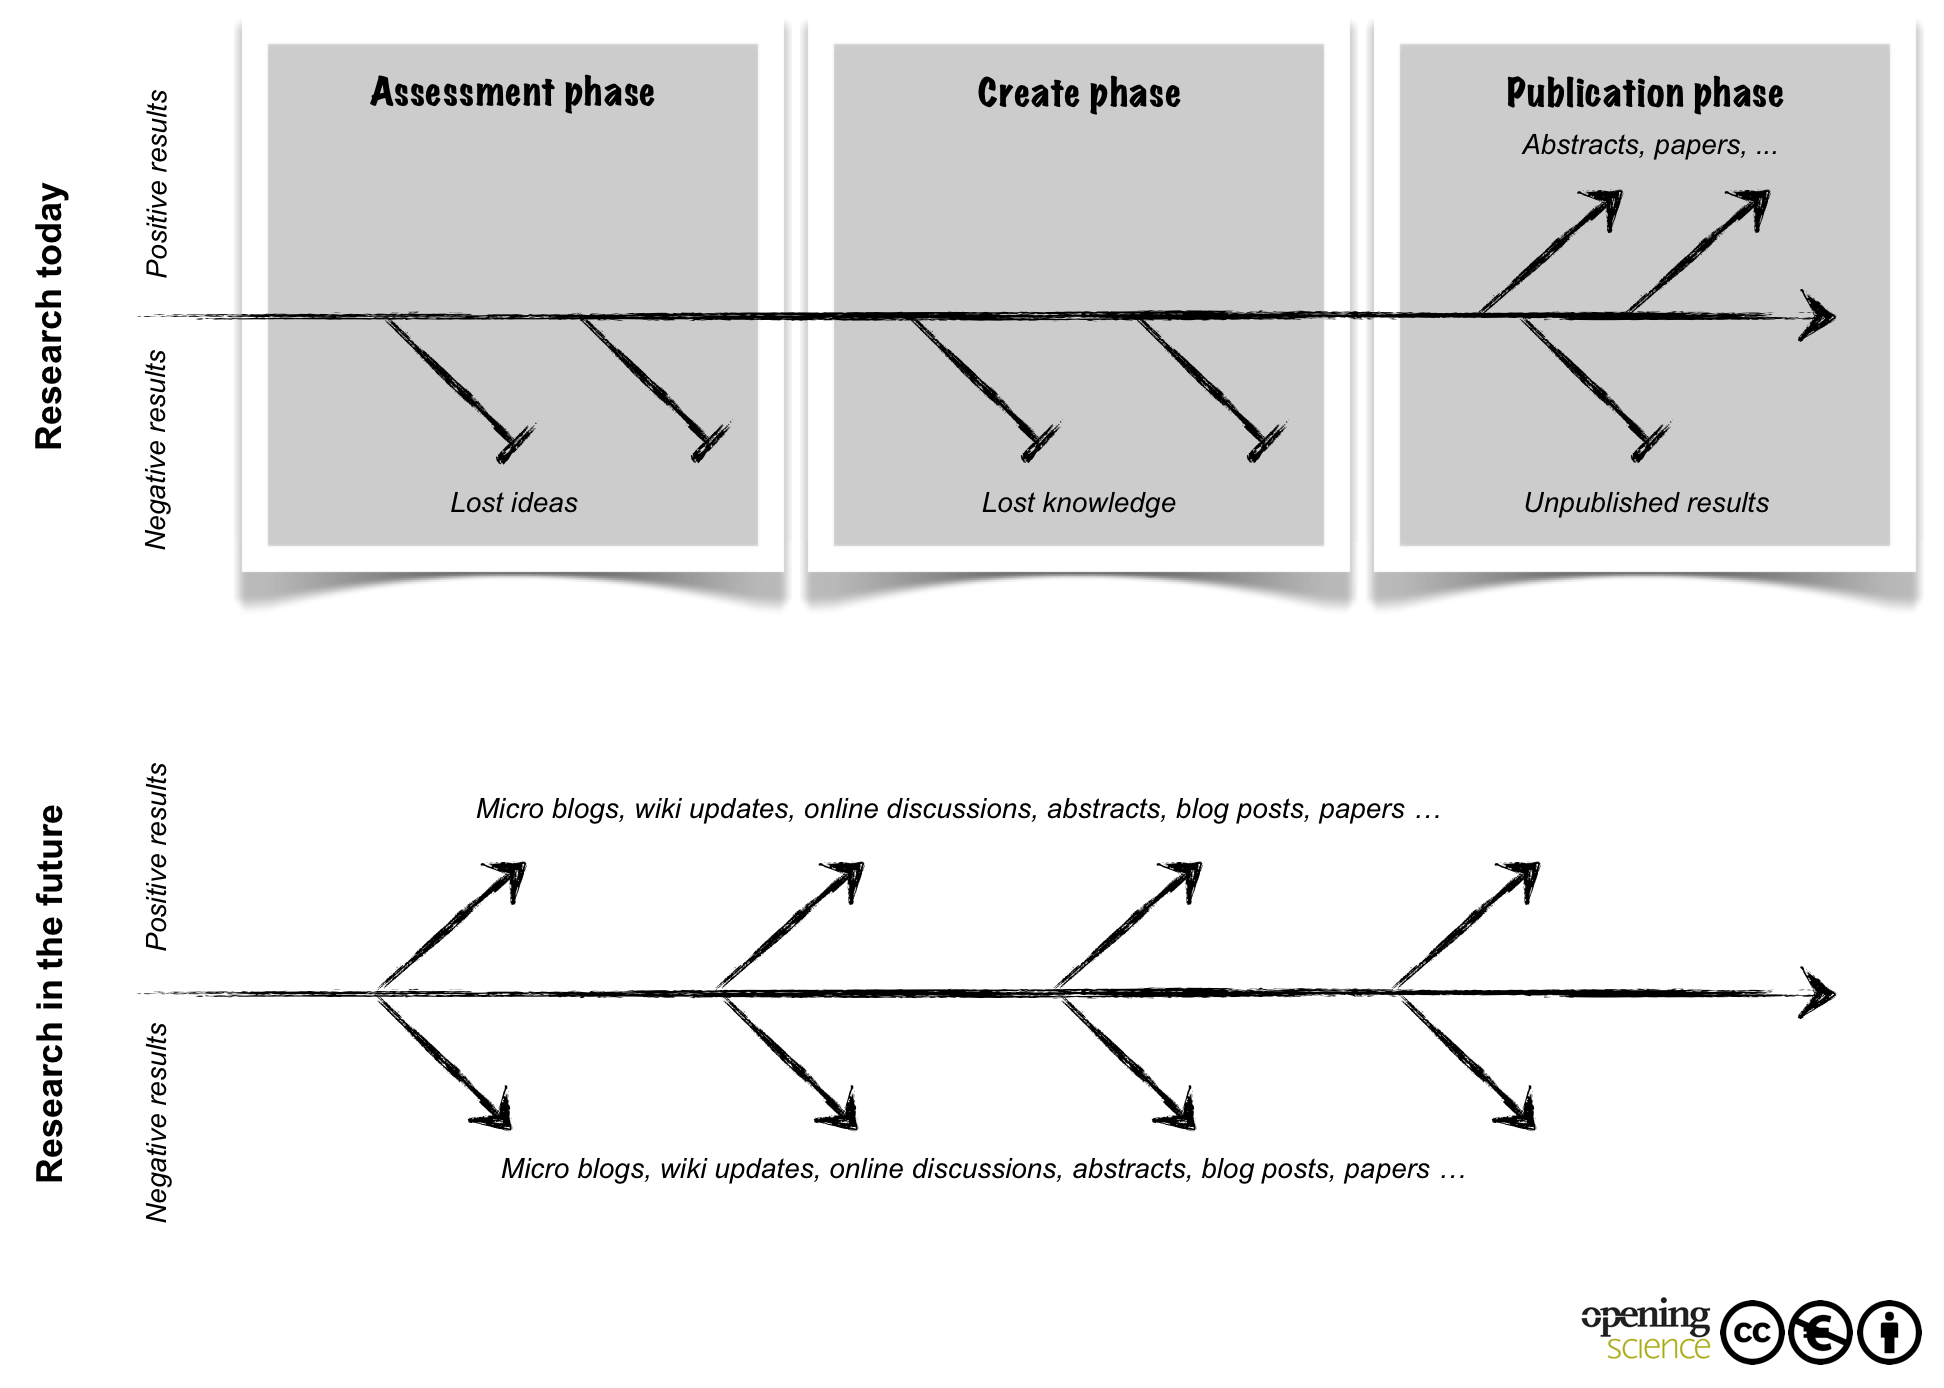 Research today
Positive results
Negative results
Assessment phase
Lost ideas
Create phase
Lost knowledge
Publication phase
Abstracts, papers, ...
Unpublished results
Research in the future
Positive results
Negative results
Micro blogs, wiki updates, online discussions, abstracts, blog posts, papers …
Micro blogs, wiki updates, online discussions, abstracts, blog posts, papers …
opening
science
cc
€